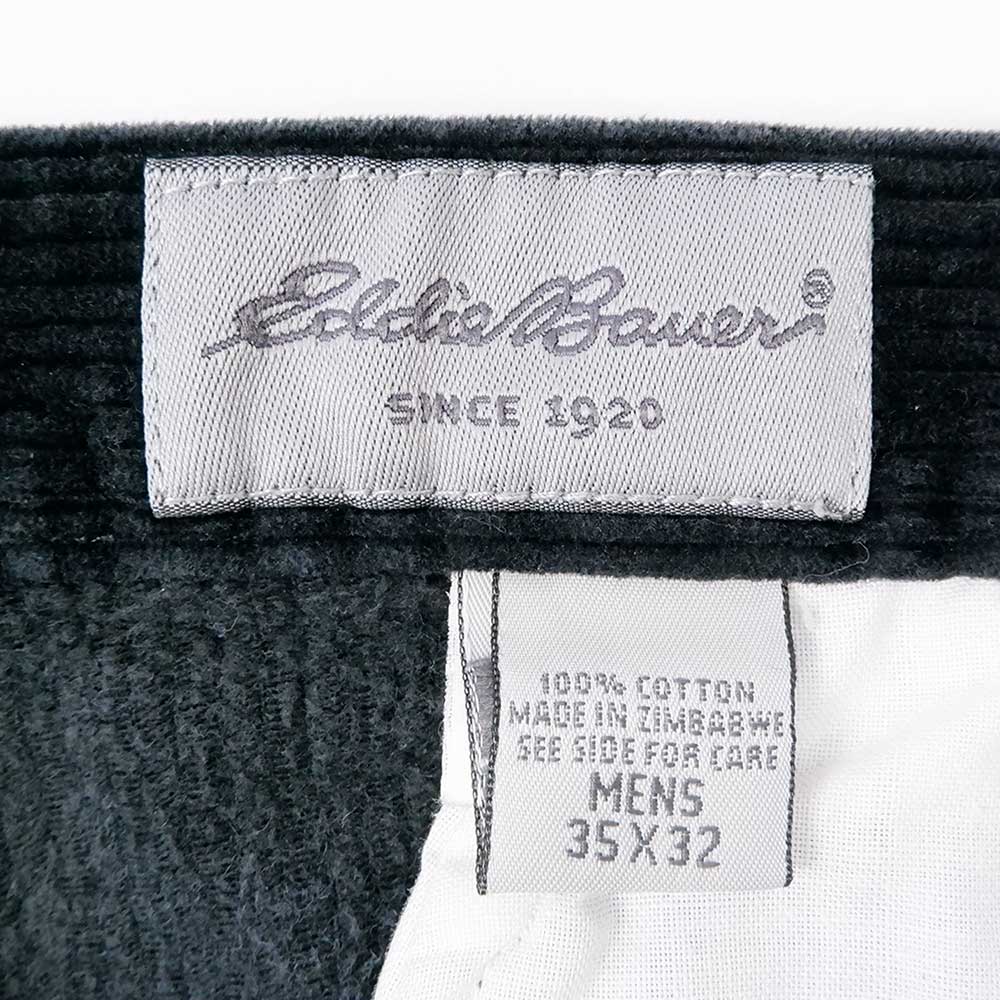 Eddie Bauer®
SINCE 1920
100% COTTON
MADE IN ZIMBABWE
SEE SIDE FOR CARE
MENS
35X32